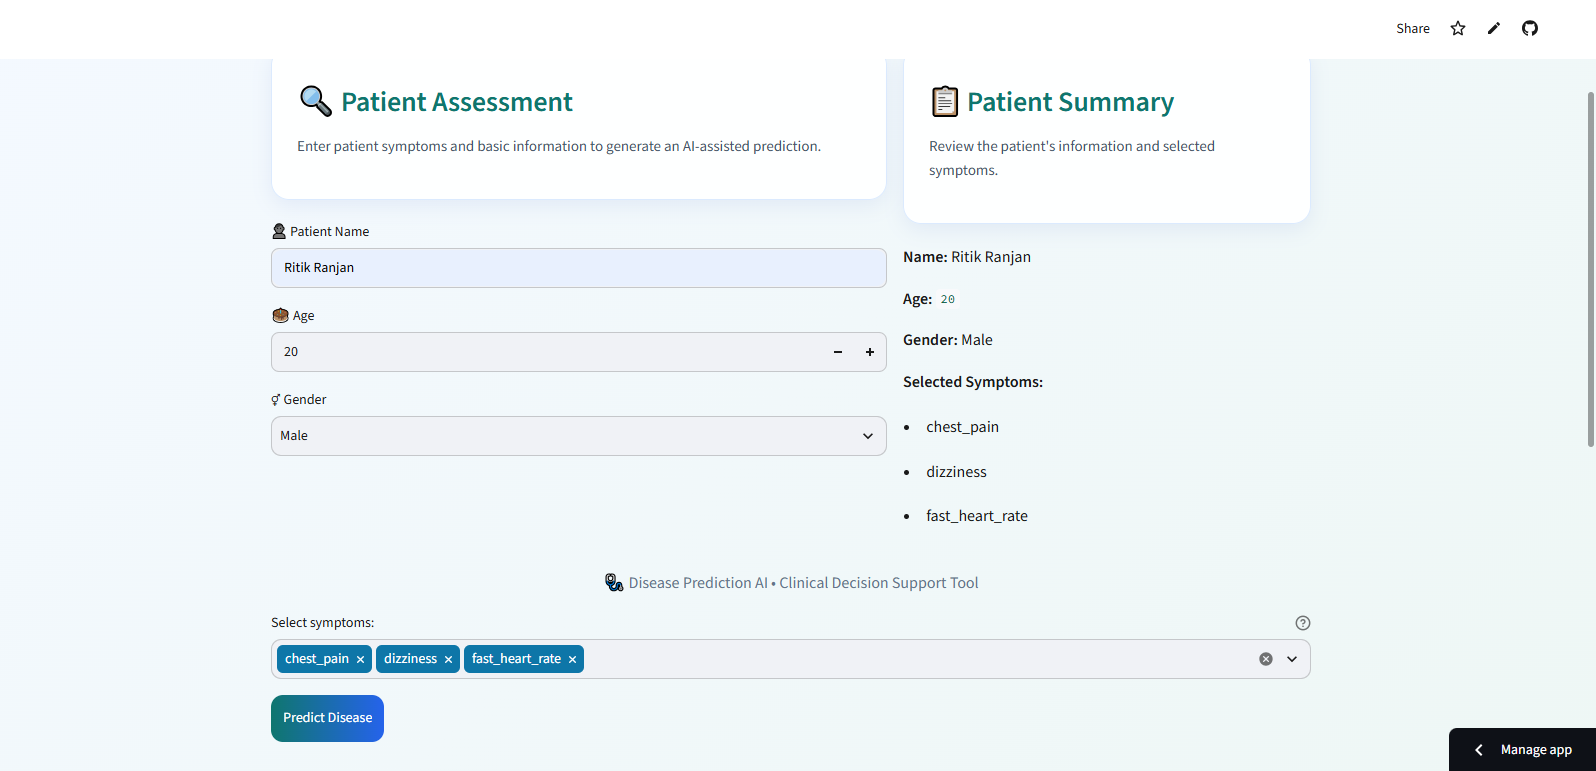 Share
Patient Assessment
Enter patient symptoms and basic information to generate an AI-assisted prediction.
Patient Name
Ritik Ranjan
Age
20
Gender
Male
Patient Summary
Review the patient's information and selected
symptoms.
Name: Ritik Ranjan
Age: 20
Gender: Male
Selected Symptoms:
• chest_pain
• dizziness
• fast_heart_rate
Disease Prediction AI • Clinical Decision Support Tool
Select symptoms:
chest_pain dizziness fast_heart_rate
Predict Disease
Manage app